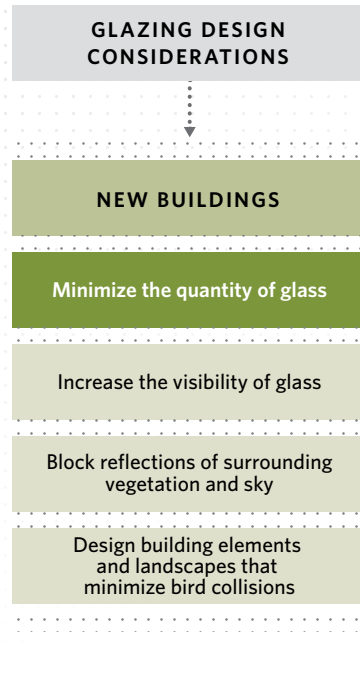 GLAZING DESIGN
CONSIDERATIONS
NEW BUILDINGS
Minimize the quantity of glass
Increase the visibility of glass
Block reflections of surrounding
vegetation and sky
Design building elements
and landscapes that
minimize bird collisions